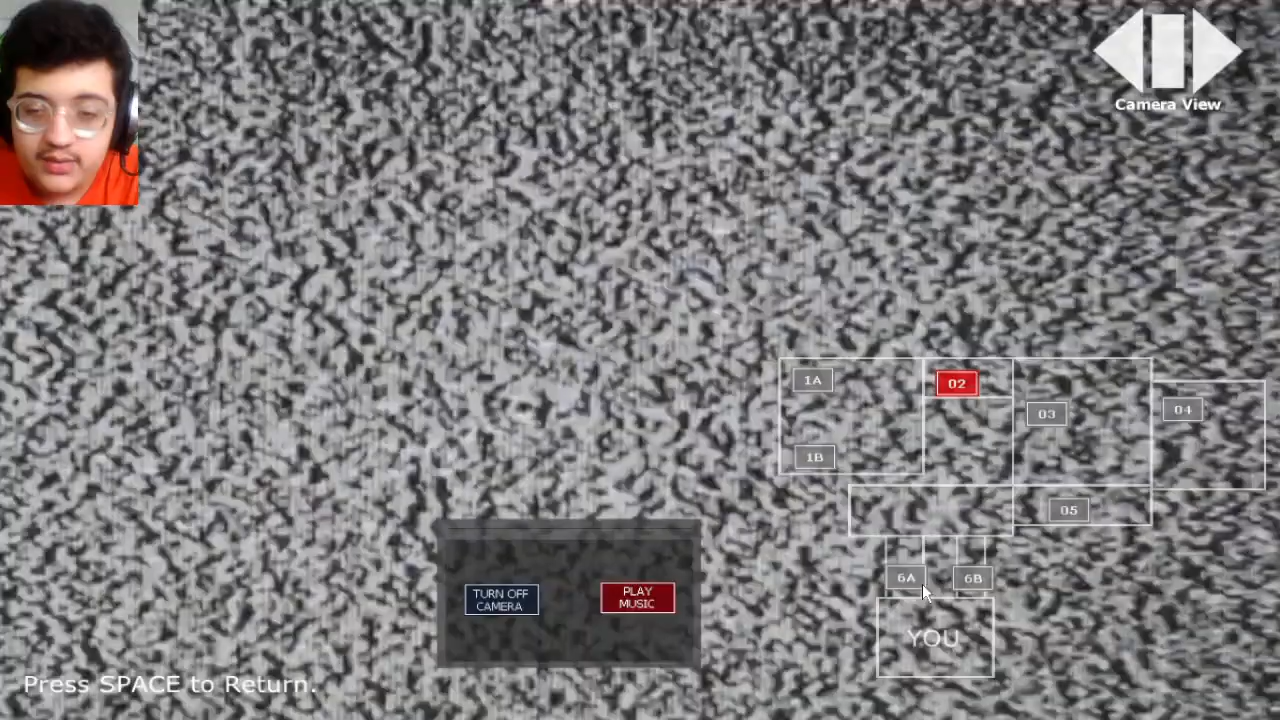 Camera View
1A
02
03
04
1B
05
6A
6B
TURN OFF
CAMERA
PLAY
MUSIC
YOU
Press SPACE to Return.